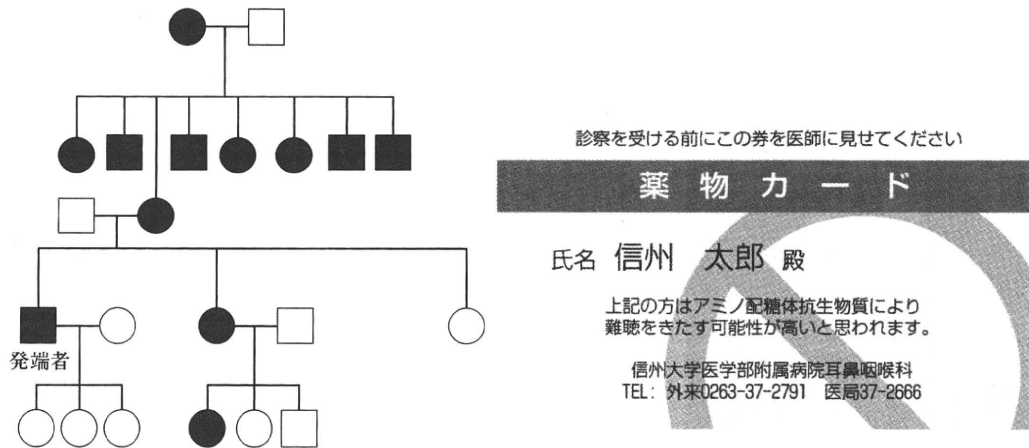 発端者
診察を受ける前にこの券を医師に見せてください
薬物カード
氏名 信州 太郎 殿
上記の方はアミノ配糖体抗生物質により
難聴をきたす可能性が高いと思われます。
信州大学医学部附属病院耳鼻咽喉科
TEL: 外来0263-37-2791 医局37-2666